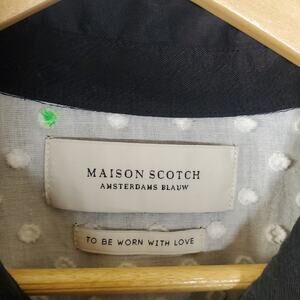 MAISON SCOTCH
AMSTERDAMS BLAUW
TO BE WORN WITH LOVE